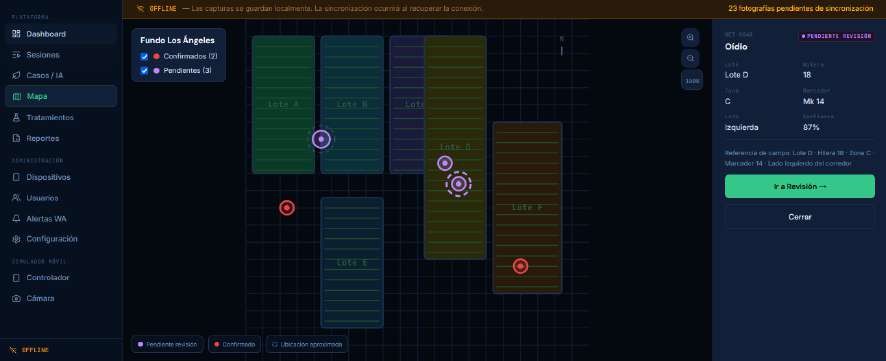 OFFLINE — Las capturas se guardan localmente. La sincronización ocurrirá al recuperar la conexión.
23 fotografías pendientes de sincronización
PLATAFORMA
Dashboard
Sesiones
Casos / IA
Mapa
Tratamientos
Reportes
ADMINISTRACIÓN
Dispositivos
Usuarios
Alertas WA
Configuración
SIMULADOR MÓVIL
Controlador
Cámara
OFFLINE
Fundo Los Ángeles
Confirmados (2)
Pendientes (3)
Lote A
Lote B
Lote
Lote D
Lote F
Lote E
N
100%
Pendiente revisión
Confirmado
Ubicación aproximada
PENDIENTE REVISIÓN
Oídio
Lote
Hilera
Lote D
18
Zona
Marcador
C
Mk 14
Lado
Confianza
Izquierda
87%
Referencia de campo: Lote D · Hilera 18 · Zona C ·
Marcador 14 · Lado izquierdo del corredor
Ir a Revisión →
Cerrar